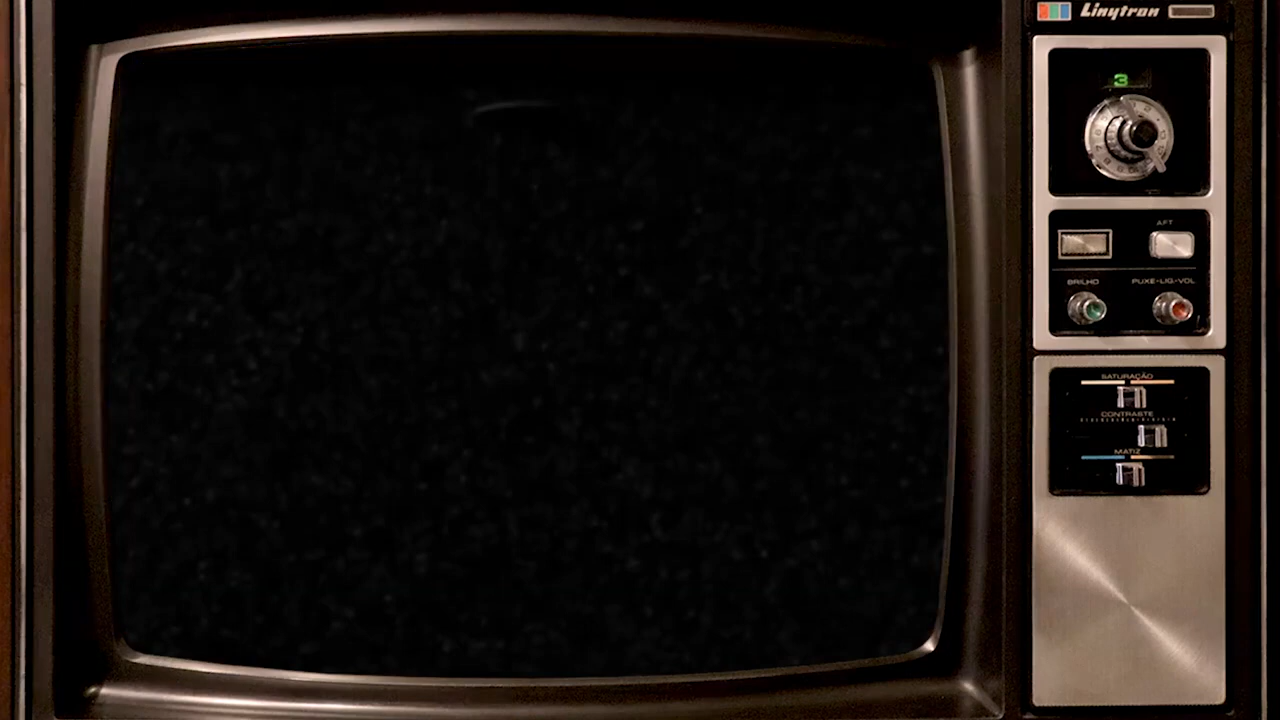 Linytron
3
AFT
BRILHO
PUXE-LIG.-VOL
SATURAÇÃO
CONTRASTE
MATIZ